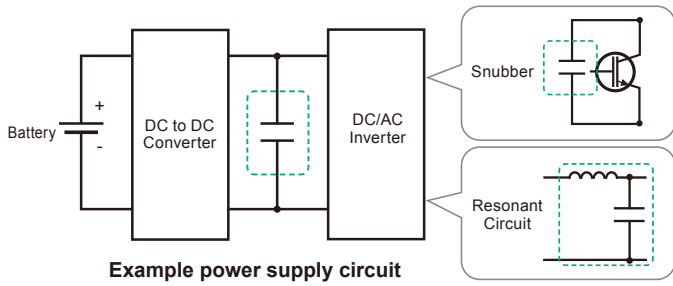 Battery
+
-
DC to DC
Converter
DC/AC
Inverter
Snubber
Resonant
Circuit
Example power supply circuit